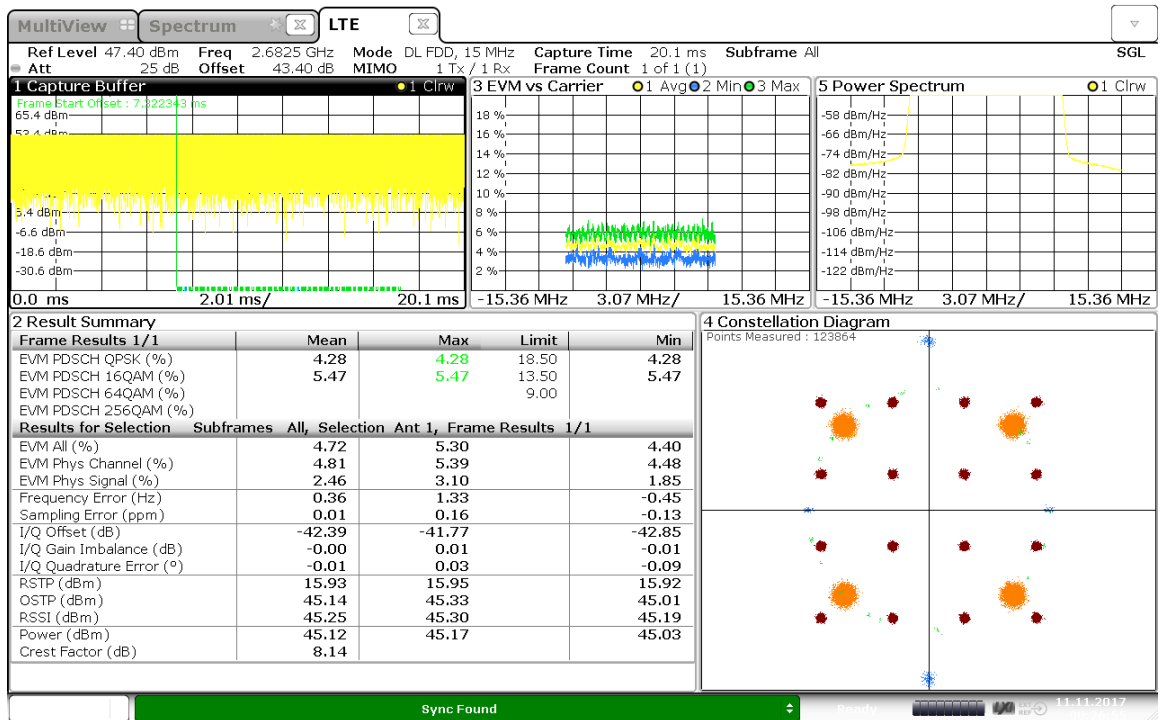 MultiView Spectrum LTE
Ref Level 47.40 dBm Freq 2.6825 GHz Mode DL FDD, 15 MHz Capture Time 20.1 ms Subframe All SGL
Att 25 dB Offset 43.40 dB MIMO 1 Tx / 1 Rx Frame Count 1 of 1 (1)
1 Capture Buffer 1 Clrw
Frame Start Offset : 7.322343 ms
65.4 dBm
53.4 dBm
5.4 dBm
-6.6 dBm
-18.6 dBm
-30.6 dBm
0.0 ms 2.01 ms/ 20.1 ms
3 EVM vs Carrier 1 Avg 2 Min 3 Max
18 %
16 %
14 %
12 %
10 %
8 %
6 %
4 %
2 %
-15.36 MHz 3.07 MHz/ 15.36 MHz
5 Power Spectrum 1 Clrw
-58 dBm/Hz
-66 dBm/Hz
-74 dBm/Hz
-82 dBm/Hz
-90 dBm/Hz
-98 dBm/Hz
-106 dBm/Hz
-114 dBm/Hz
-122 dBm/Hz
-15.36 MHz 3.07 MHz/ 15.36 MHz
2 Result Summary
Frame Results 1/1 Mean Max Limit Min
EVM PDSCH QPSK (%) 4.28 4.28 18.50 4.28
EVM PDSCH 16QAM (%) 5.47 5.47 13.50 5.47
EVM PDSCH 64QAM (%) 9.00
EVM PDSCH 256QAM (%)
Results for Selection Subframes All, Selection Ant 1, Frame Results 1/1
EVM All (%) 4.72 5.30 4.40
EVM Phys Channel (%) 4.81 5.39 4.48
EVM Phys Signal (%) 2.46 3.10 1.85
Frequency Error (Hz) 0.36 1.33 -0.45
Sampling Error (ppm) 0.01 0.16 -0.13
I/Q Offset (dB) -42.39 -41.77 -42.85
I/Q Gain Imbalance (dB) -0.00 0.01 -0.01
I/Q Quadrature Error (°) -0.01 0.03 -0.09
RSTP (dBm) 15.93 15.95 15.92
OSTP (dBm) 45.14 45.33 45.01
RSSI (dBm) 45.25 45.30 45.19
Power (dBm) 45.12 45.17 45.03
Crest Factor (dB) 8.14
4 Constellation Diagram
Points Measured : 123864
Sync Found
Ready
EXT
REF
11.11.2017